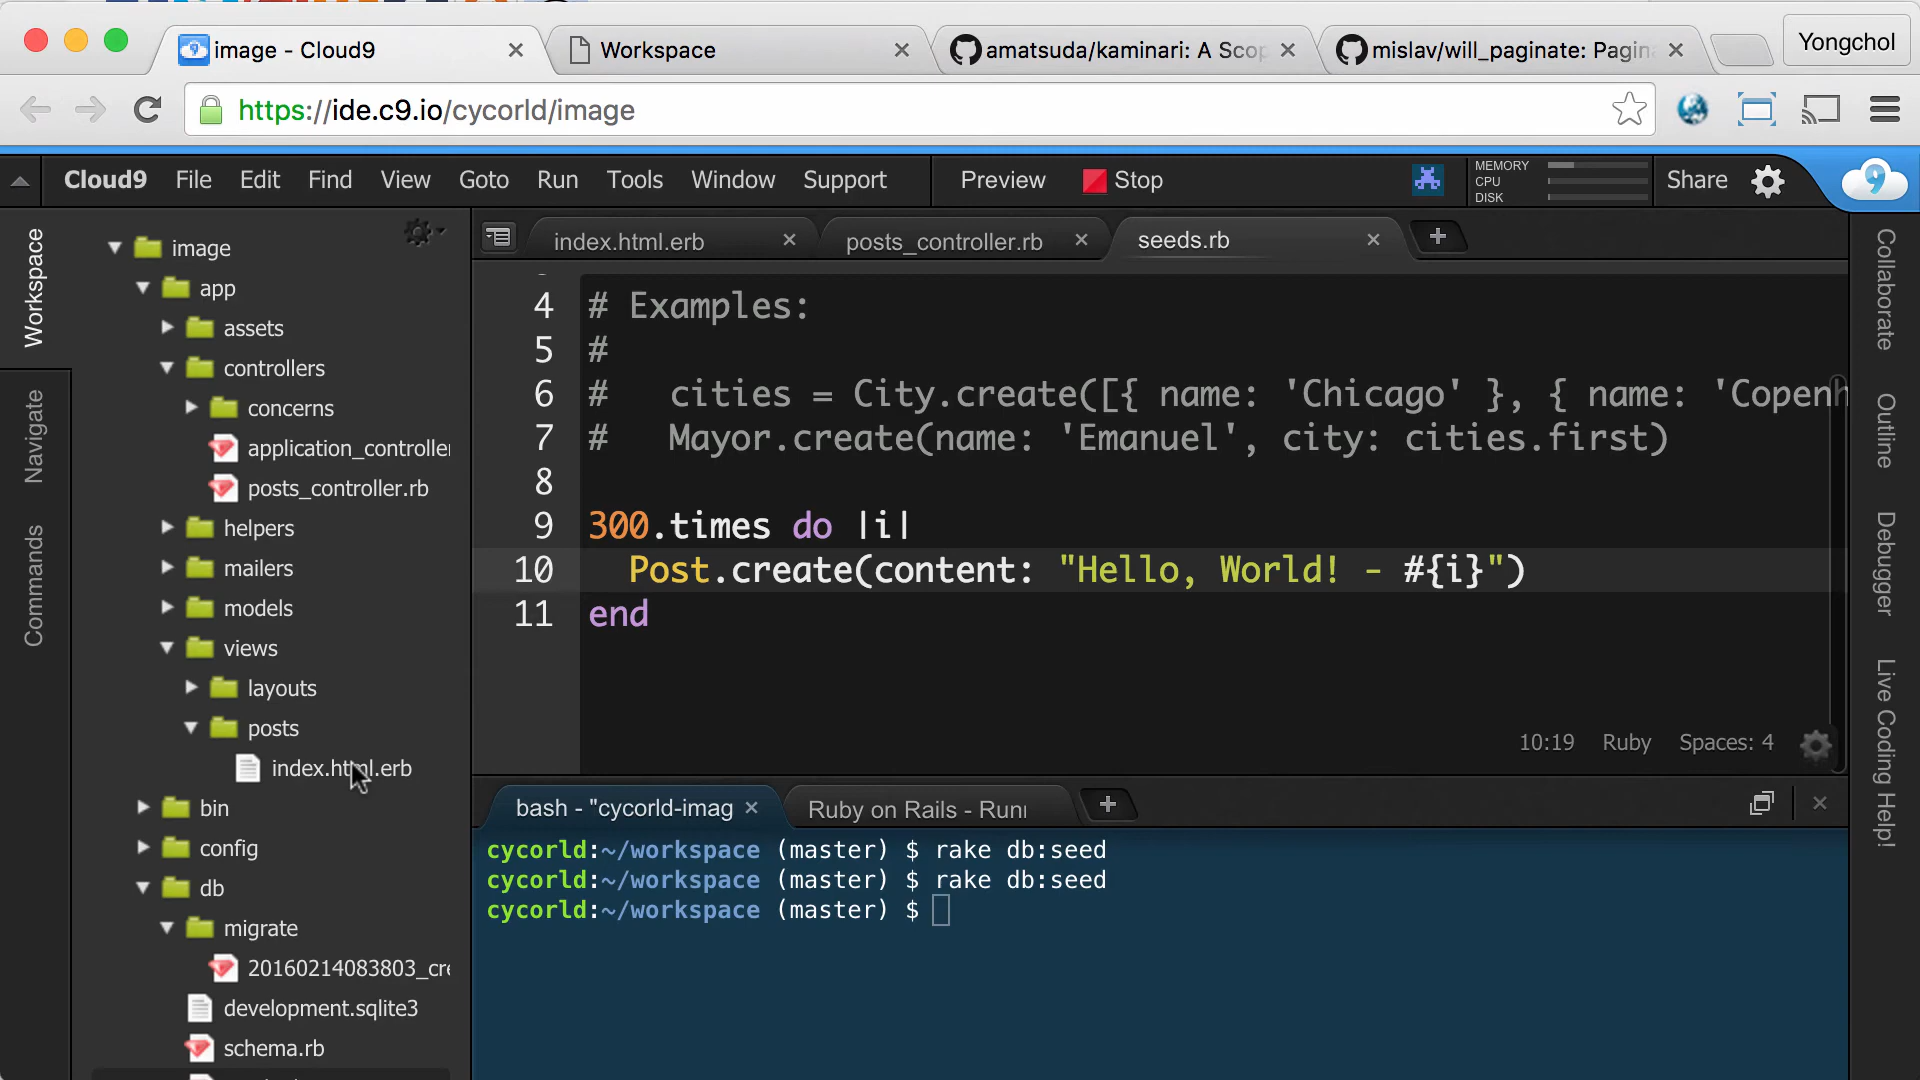 image - Cloud9
Workspace
amatsuda/kaminari: A Scop
mislav/will_paginate: Pagina
Yongchol
https://ide.c9.io/cycorld/image
Cloud9 File Edit Find View Goto Run Tools Window Support Preview Stop
MEMORY
CPU
DISK
Share
9
Workspace
Navigate
Commands
image
app
assets
controllers
concerns
application_controller
posts_controller.rb
helpers
mailers
models
views
layouts
posts
index.html.erb
bin
config
db
migrate
20160214083803_cre
development.sqlite3
schema.rb
index.html.erb
posts_controller.rb
seeds.rb
4 # Examples:
5 #
6 #   cities = City.create([{ name: 'Chicago' }, { name: 'Copenh
7 #   Mayor.create(name: 'Emanuel', city: cities.first)
8
9 300.times do |i|
10   Post.create(content: "Hello, World! - #{i}")
11 end
10:19 Ruby Spaces: 4
bash - "cycorld-imag
Ruby on Rails - Runn
cycorld:~/workspace (master) $ rake db:seed
cycorld:~/workspace (master) $ rake db:seed
cycorld:~/workspace (master) $
Collaborate
Outline
Debugger
Live Coding Help!